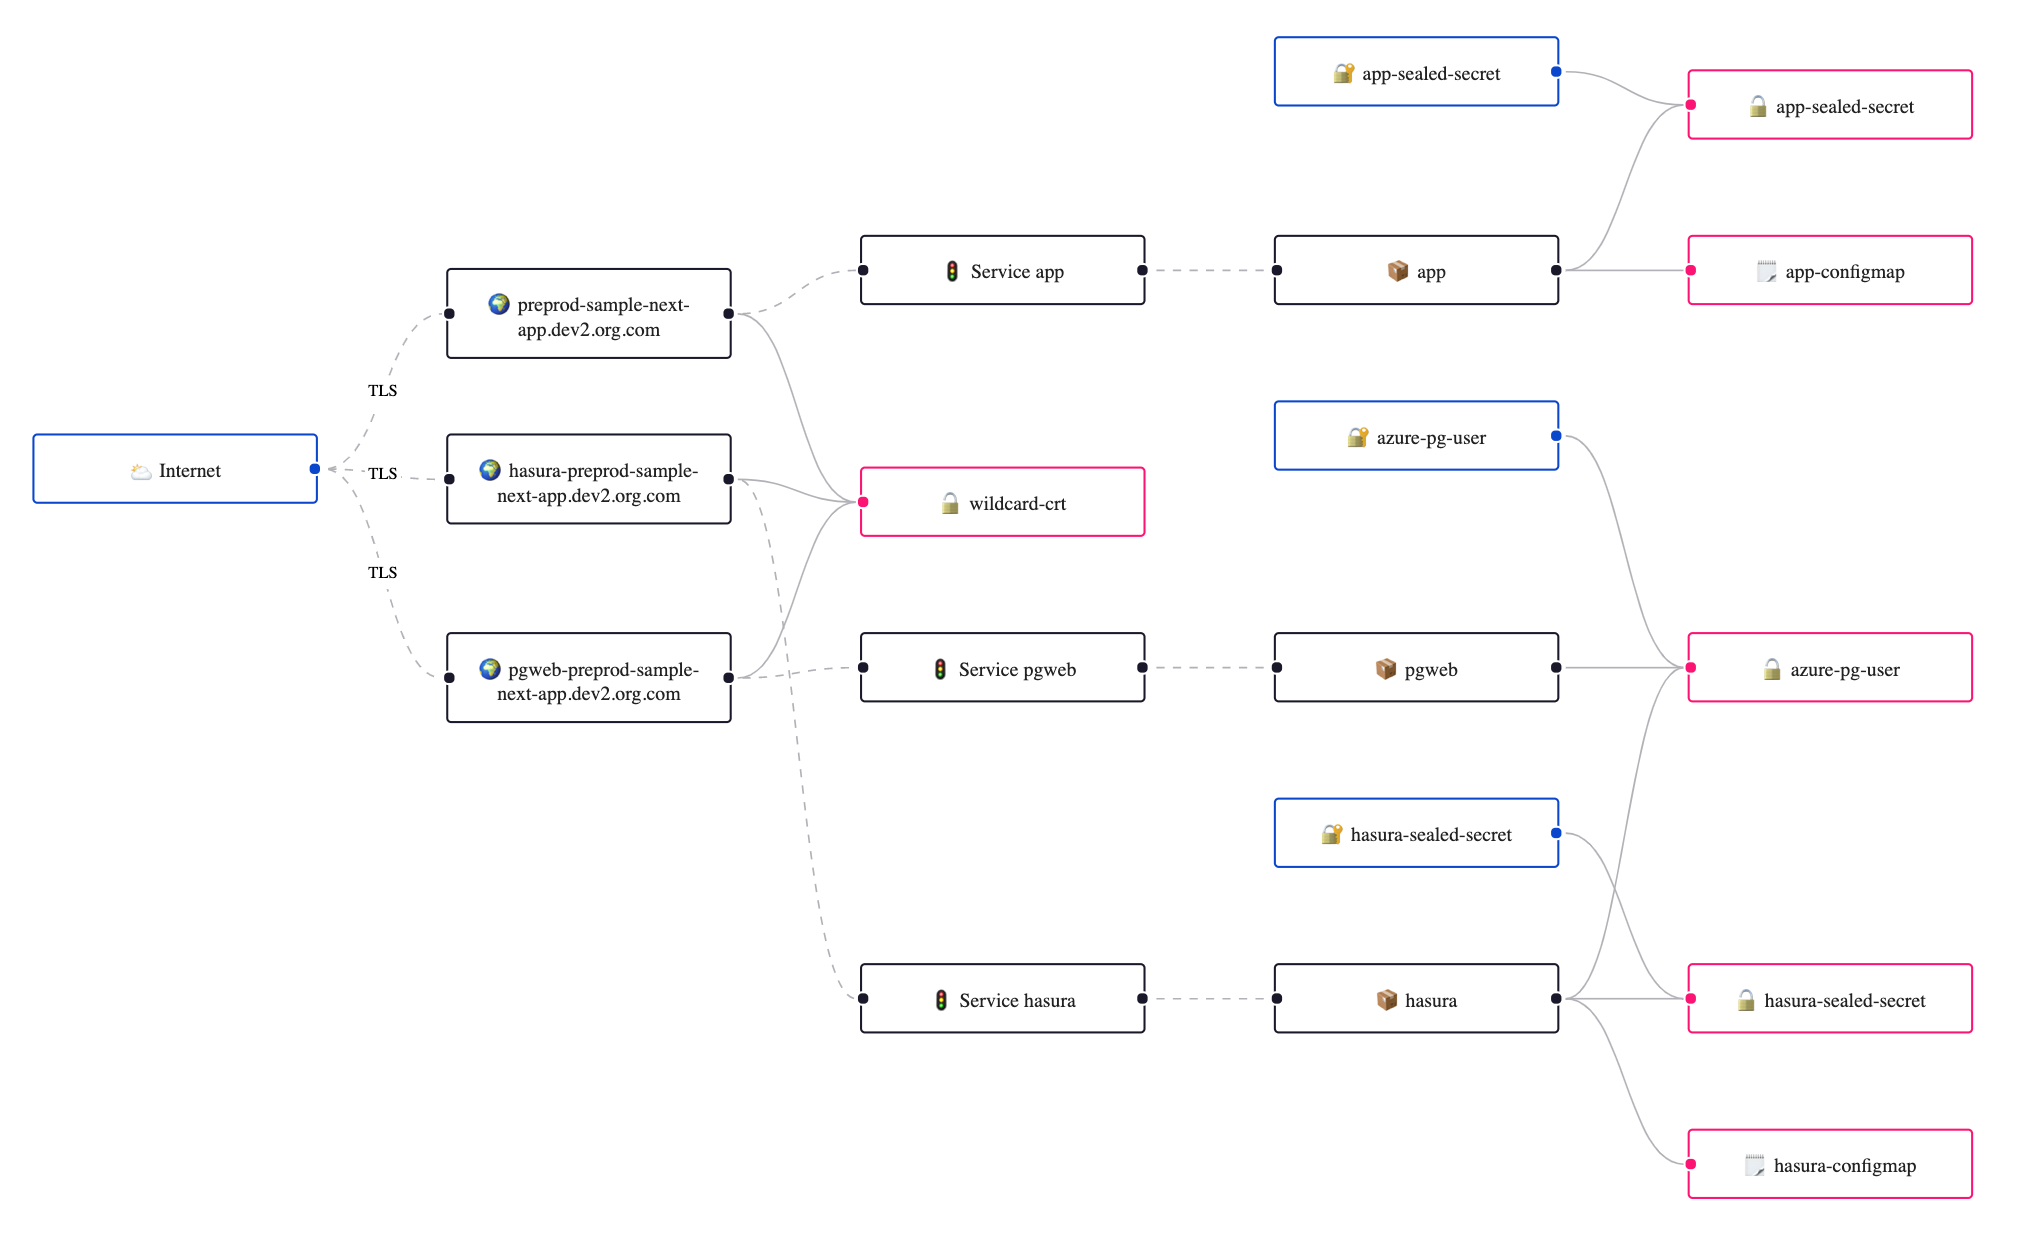 app-sealed-secret
app-sealed-secret
Service app
app
app-configmap
preprod-sample-next-
app.dev2.org.com
TLS
azure-pg-user
Internet
TLS
hasura-preprod-sample-
next-app.dev2.org.com
wildcard-crt
TLS
pgweb-preprod-sample-
next-app.dev2.org.com
Service pgweb
pgweb
azure-pg-user
hasura-sealed-secret
Service hasura
hasura
hasura-sealed-secret
hasura-configmap